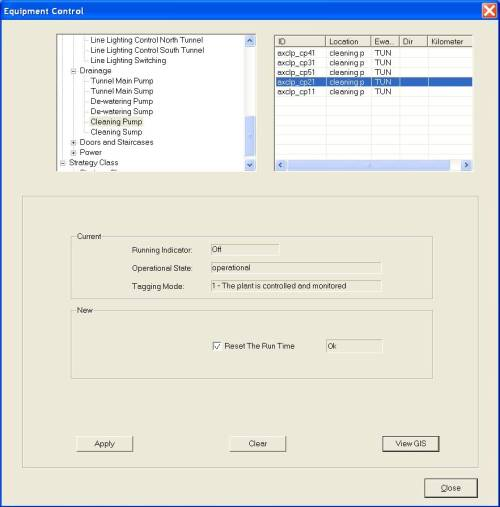 Equipment Control
Line Lighting Control North Tunnel
Line Lighting Control South Tunnel
Line Lighting Switching
Drainage
Tunnel Main Pump
Tunnel Main Sump
De-watering Pump
De-watering Sump
Cleaning Pump
Cleaning Sump
Doors and Staircases
Power
Strategy Class
ID Location Ewa... Dir Kilometer
axclp_cp41 cleaning p TUN
axclp_cp31 cleaning p TUN
axclp_cp51 cleaning p TUN
axclp_cp21 cleaning p TUN
axclp_cp11 cleaning p TUN
Current
Running Indicator: Off
Operational State: operational
Tagging Mode: 1 - The plant is controlled and monitored
New
Reset The Run Time Ok
Apply Clear View GIS
Close